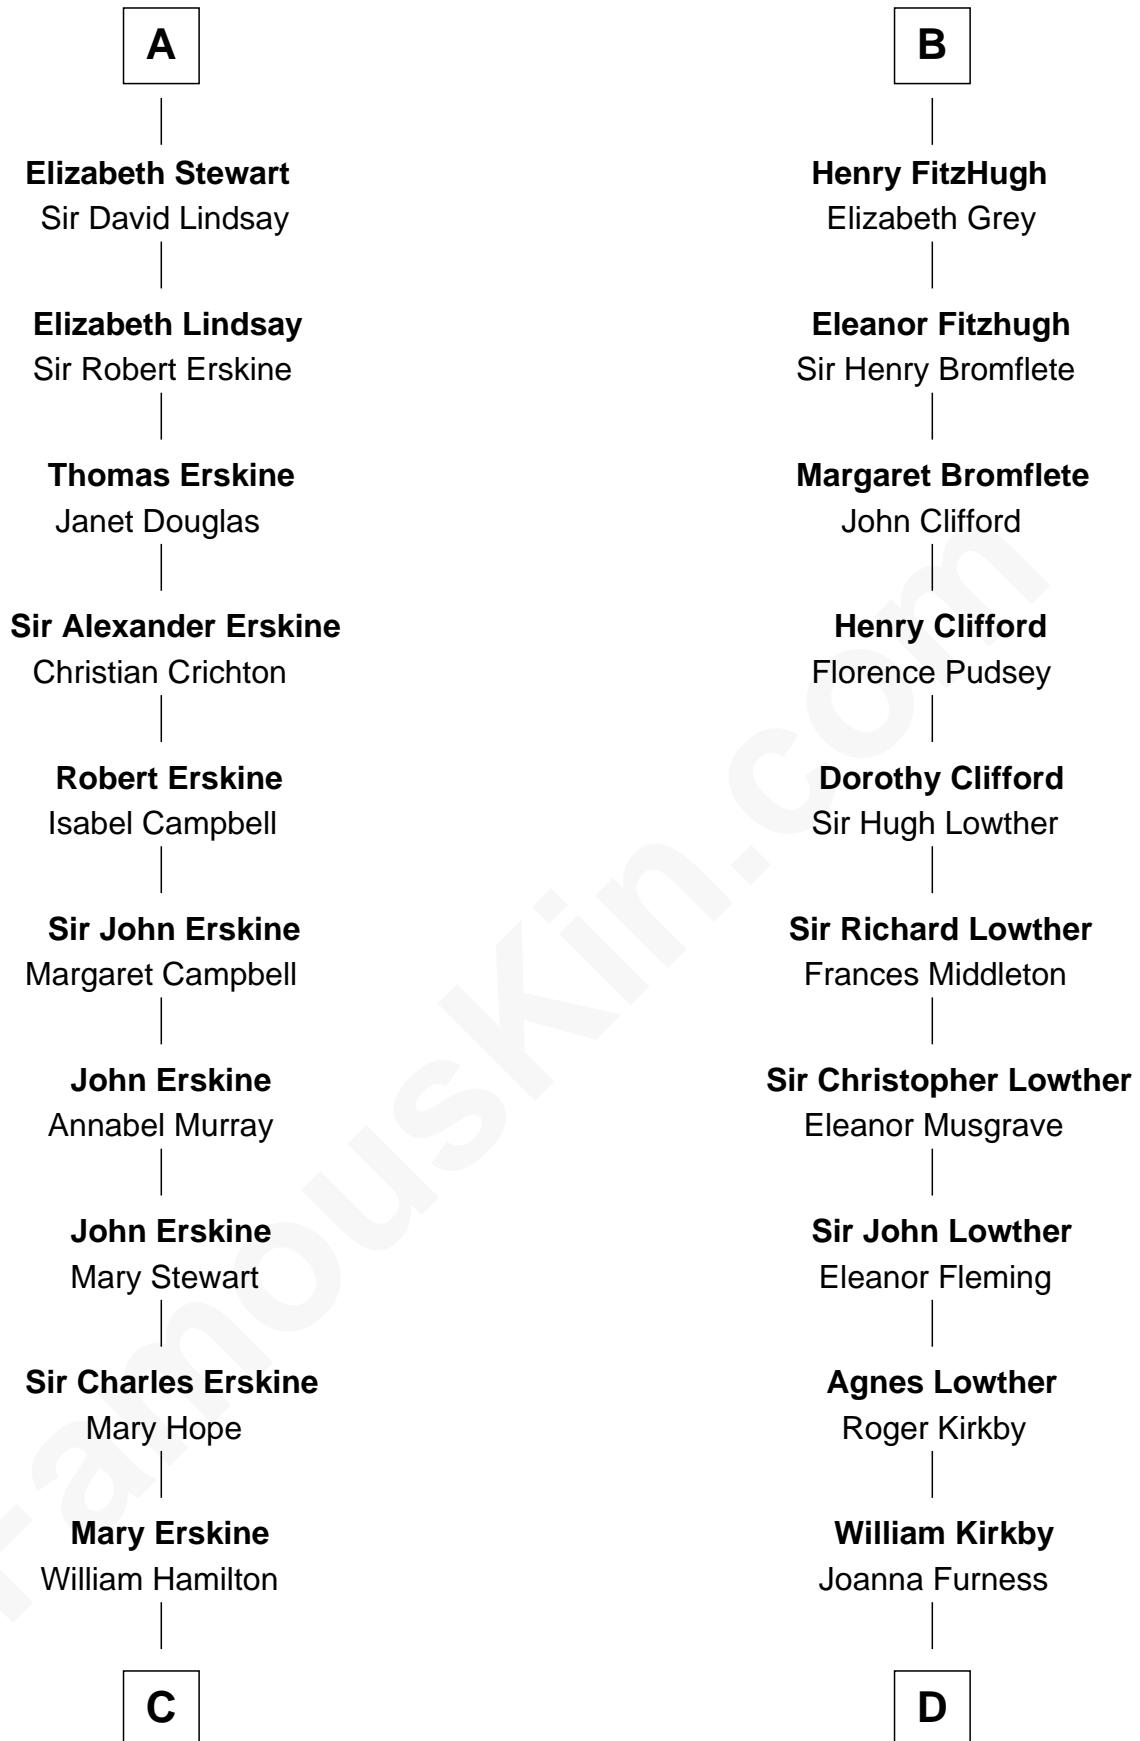 A
Elizabeth Stewart
Sir David Lindsay
Elizabeth Lindsay
Sir Robert Erskine
Thomas Erskine
Janet Douglas
Sir Alexander Erskine
Christian Crichton
Robert Erskine
Isabel Campbell
Sir John Erskine
Margaret Campbell
John Erskine
Annabel Murray
John Erskine
Mary Stewart
Sir Charles Erskine
Mary Hope
Mary Erskine
William Hamilton
C
B
Henry FitzHugh
Elizabeth Grey
Eleanor Fitzhugh
Sir Henry Bromflete
Margaret Bromflete
John Clifford
Henry Clifford
Florence Pudsey
Dorothy Clifford
Sir Hugh Lowther
Sir Richard Lowther
Frances Middleton
Sir Christopher Lowther
Eleanor Musgrave
Sir John Lowther
Eleanor Fleming
Agnes Lowther
Roger Kirkby
William Kirkby
Joanna Furness
D
FamousKin.com